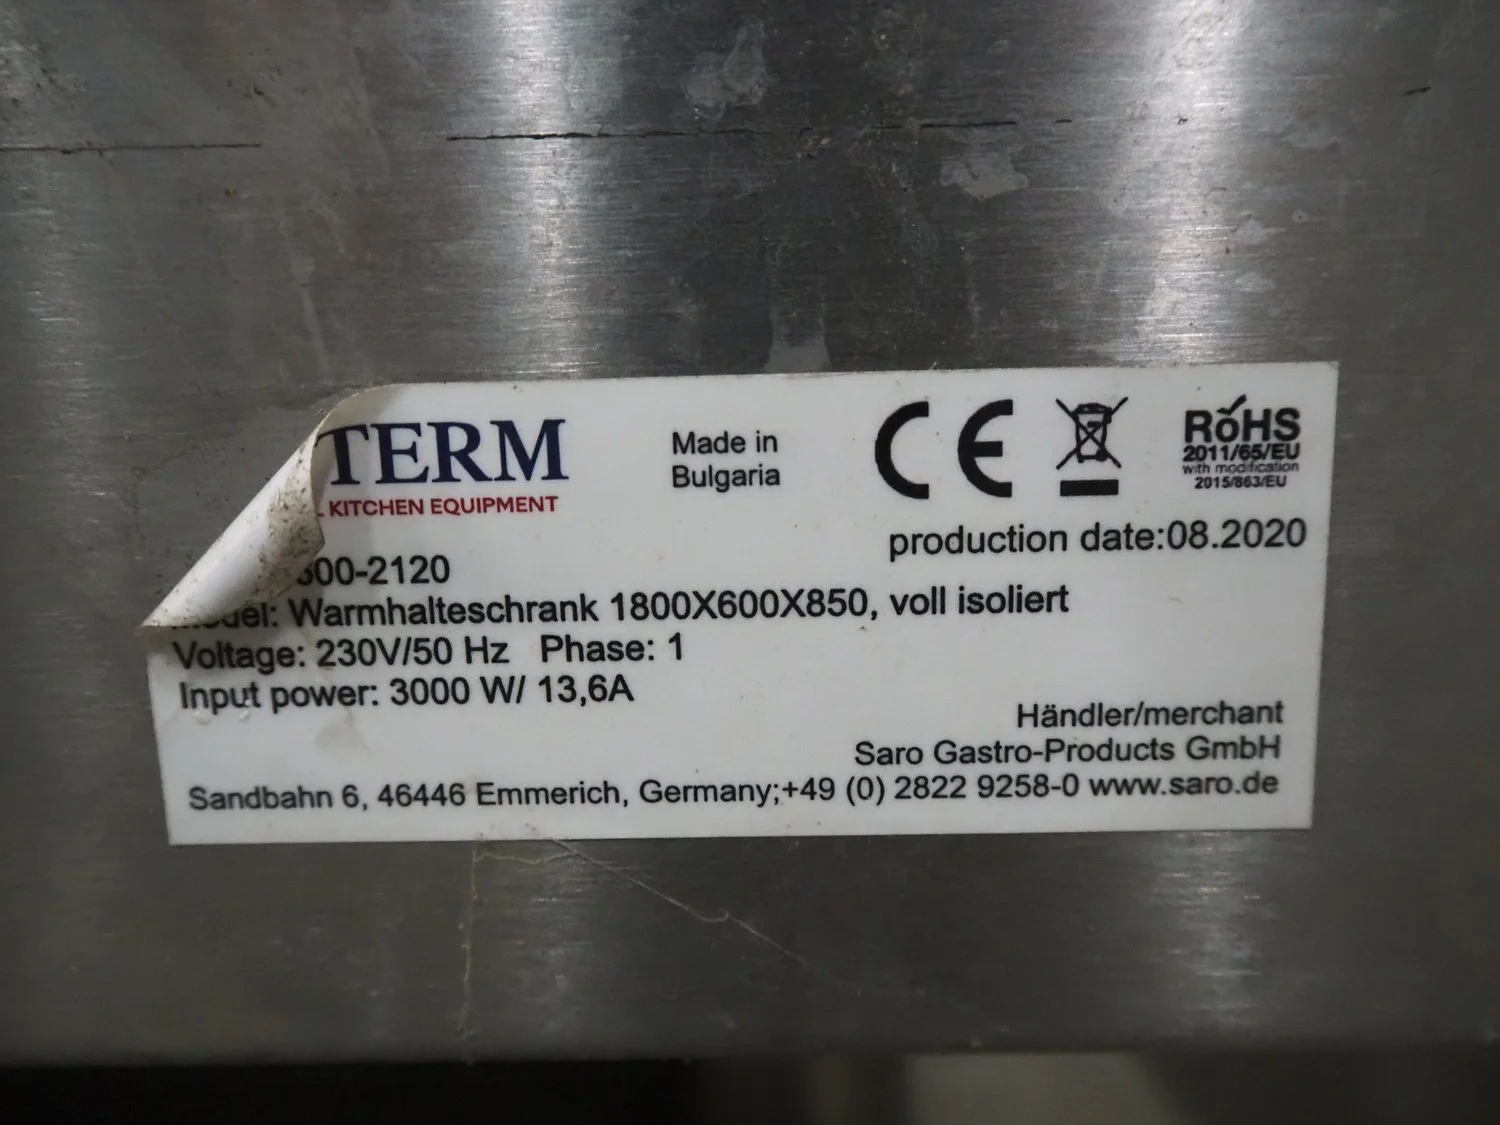 TERM
KITCHEN EQUIPMENT
Made in
Bulgaria
CE
RoHS
2011/65/EU
with modification
2015/863/EU
production date:08.2020
00-2120
Model: Warmhalteschrank 1800X600X850, voll isoliert
Voltage: 230V/50 Hz Phase: 1
Input power: 3000 W/ 13,6A
Händler/merchant
Saro Gastro-Products GmbH
Sandbahn 6, 46446 Emmerich, Germany;+49 (0) 2822 9258-0 www.saro.de